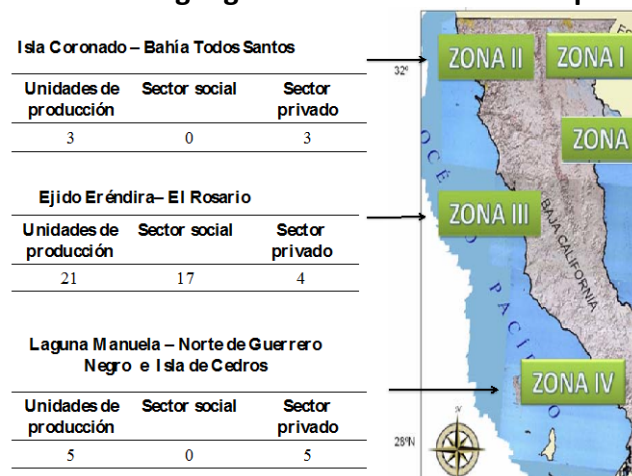 Isla Coronado – Bahía Todos Santos
Unidades de producción Sector social Sector privado
3 0 3
Ejido Eréndira– El Rosario
Unidades de producción Sector social Sector privado
21 17 4
Laguna Manuela – Norte de Guerrero
Negro e Isla de Cedros
Unidades de producción Sector social Sector privado
5 0 5
32°
28°N
ZONA II
ZONA I
ZONA
ZONA III
ZONA IV
BAJA CALIFORNIA